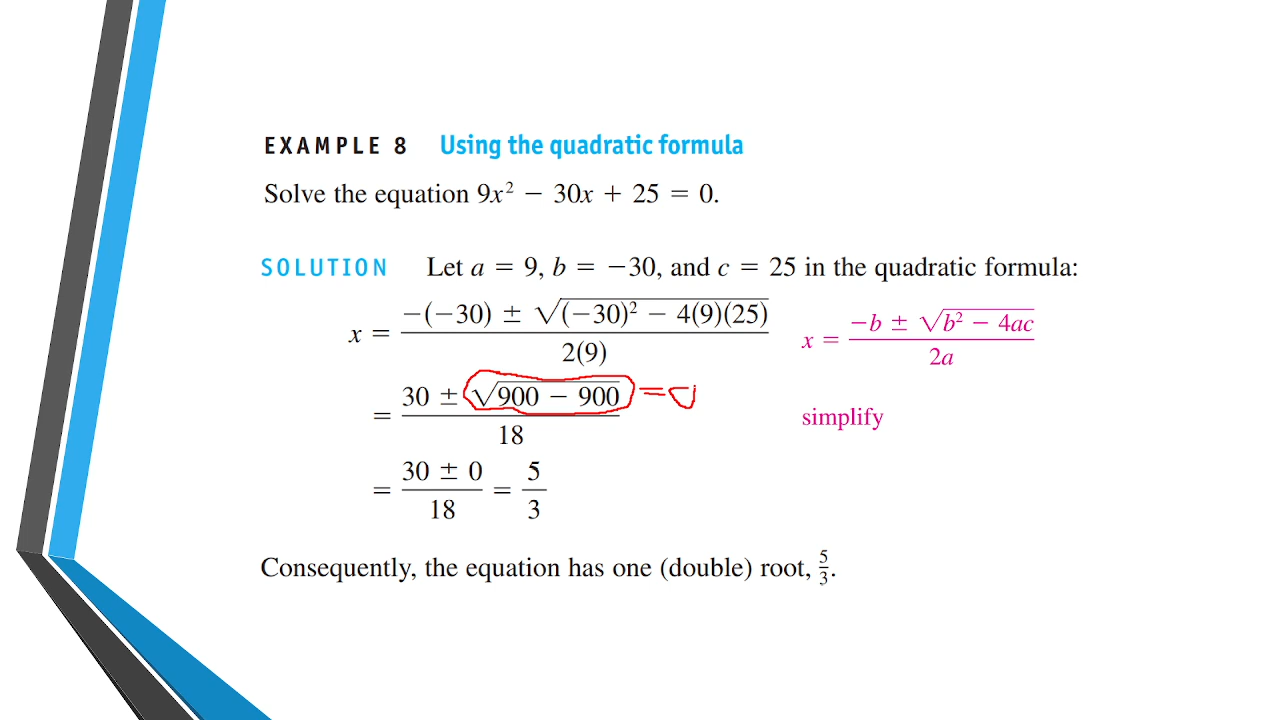 EXAMPLE 8 Using the quadratic formula
Solve the equation 9x² − 30x + 25 = 0.
SOLUTION Let a = 9, b = −30, and c = 25 in the quadratic formula:
x = (−(−30) ± √((−30)² − 4(9)(25))) / 2(9) x = (−b ± √(b² − 4ac)) / 2a
= (30 ± √(900 − 900)) / 18 = 0 simplify
= (30 ± 0) / 18 = 5/3
Consequently, the equation has one (double) root, 5/3.